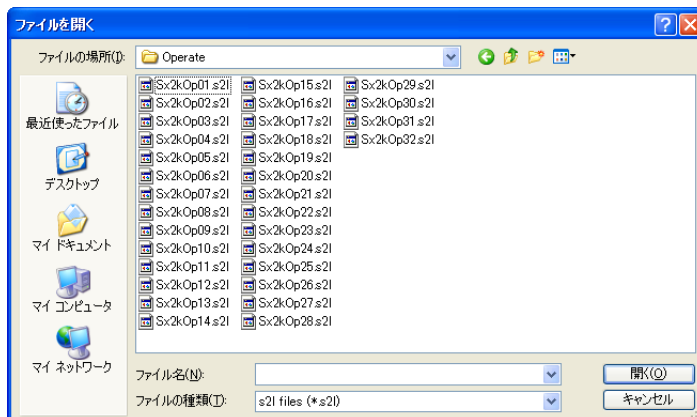 ファイルを開く
ファイルの場所(I):
Operate
最近使ったファイル
デスクトップ
マイ ドキュメント
マイ コンピュータ
マイ ネットワーク
Sx2kOp01.s2l
Sx2kOp02.s2l
Sx2kOp03.s2l
Sx2kOp04.s2l
Sx2kOp05.s2l
Sx2kOp06.s2l
Sx2kOp07.s2l
Sx2kOp08.s2l
Sx2kOp09.s2l
Sx2kOp10.s2l
Sx2kOp11.s2l
Sx2kOp12.s2l
Sx2kOp13.s2l
Sx2kOp14.s2l
Sx2kOp15.s2l
Sx2kOp16.s2l
Sx2kOp17.s2l
Sx2kOp18.s2l
Sx2kOp19.s2l
Sx2kOp20.s2l
Sx2kOp21.s2l
Sx2kOp22.s2l
Sx2kOp23.s2l
Sx2kOp24.s2l
Sx2kOp25.s2l
Sx2kOp26.s2l
Sx2kOp27.s2l
Sx2kOp28.s2l
Sx2kOp29.s2l
Sx2kOp30.s2l
Sx2kOp31.s2l
Sx2kOp32.s2l
ファイル名(N):
開く(O)
ファイルの種類(T):
s2l files (*.s2l)
キャンセル